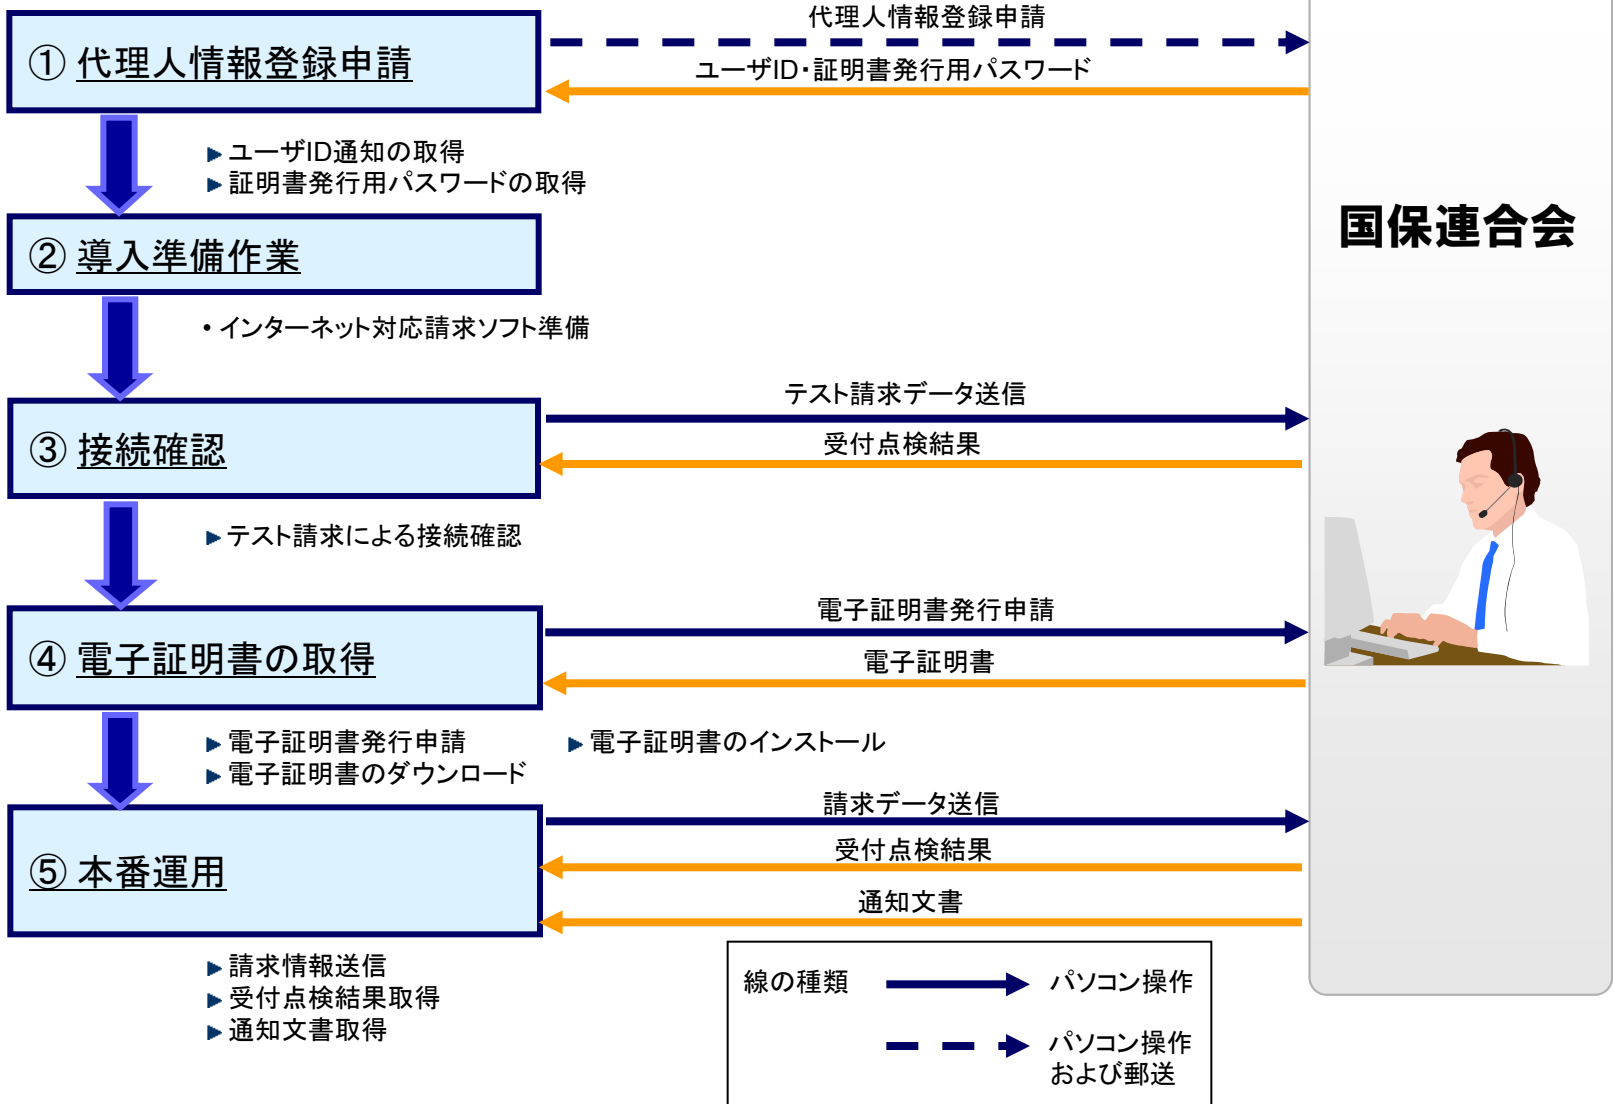 代理人情報登録申請
① 代理人情報登録申請
ユーザID・証明書発行用パスワード
ユーザID通知の取得
証明書発行用パスワードの取得
国保連合会
② 導入準備作業
・インターネット対応請求ソフト準備
テスト請求データ送信
③ 接続確認
受付点検結果
テスト請求による接続確認
電子証明書発行申請
④ 電子証明書の取得
電子証明書
電子証明書発行申請
電子証明書のインストール
電子証明書のダウンロード
請求データ送信
⑤ 本番運用
受付点検結果
通知文書
請求情報送信
受付点検結果取得
通知文書取得
線の種類
パソコン操作
パソコン操作
および郵送